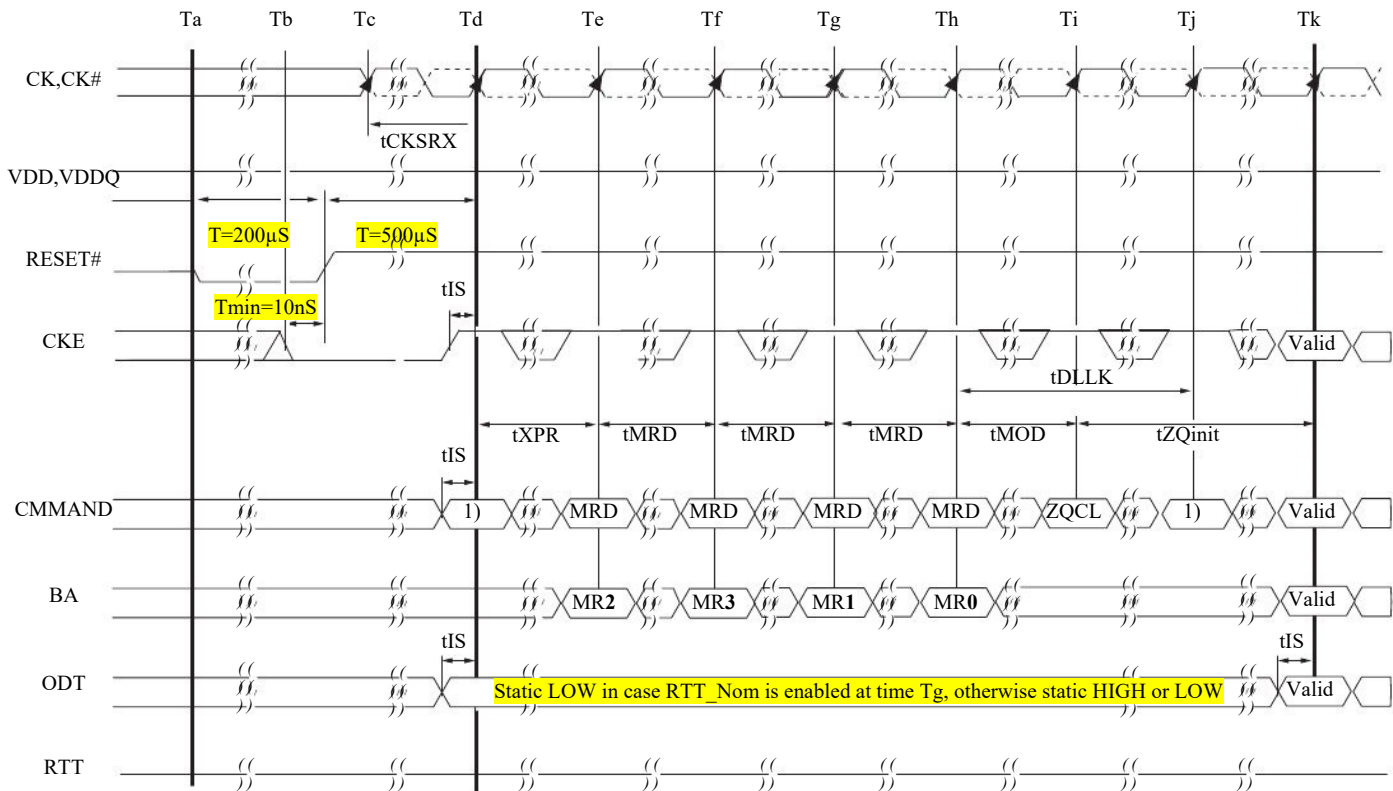 Ta Tb Tc Td Te Tf Tg Th Ti Tj Tk
CK,CK#
tCKSRX
VDD,VDDQ
T=200µS T=500µS
RESET#
Tmin=10nS tIS
CKE Valid
tDLLK
tXPR tMRD tMRD tMRD tMOD tZQinit
tIS
CMMAND 1) MRD MRD MRD MRD ZQCL 1) Valid
BA MR2 MR3 MR1 MR0 Valid
tIS tIS
ODT Static LOW in case RTT_Nom is enabled at time Tg, otherwise static HIGH or LOW Valid
RTT